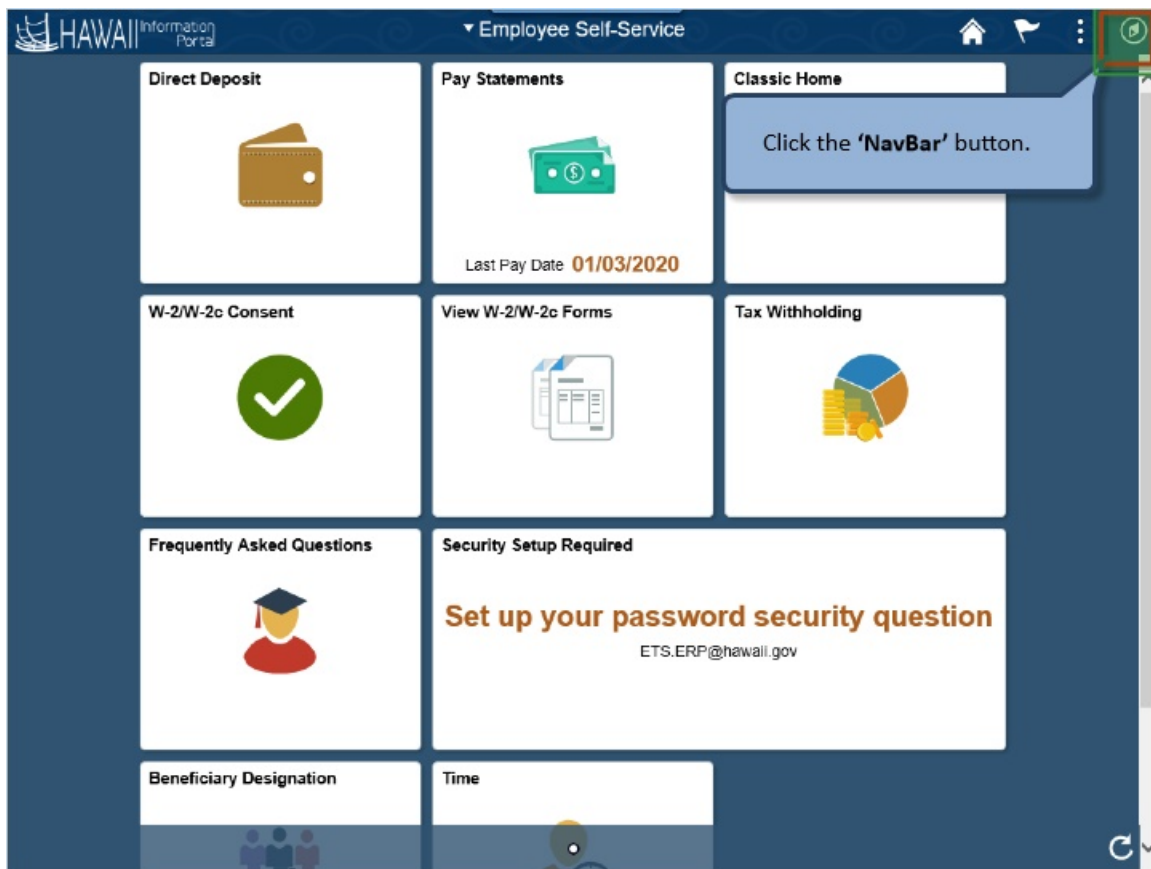 HAWAII Information
Portal
Employee Self-Service
Direct Deposit
Pay Statements
Last Pay Date 01/03/2020
Classic Home
Click the ‘NavBar’ button.
W-2/W-2c Consent
View W-2/W-2c Forms
Tax Withholding
Frequently Asked Questions
Security Setup Required
Set up your password security question
ETS.ERP@hawaii.gov
Beneficiary Designation
Time